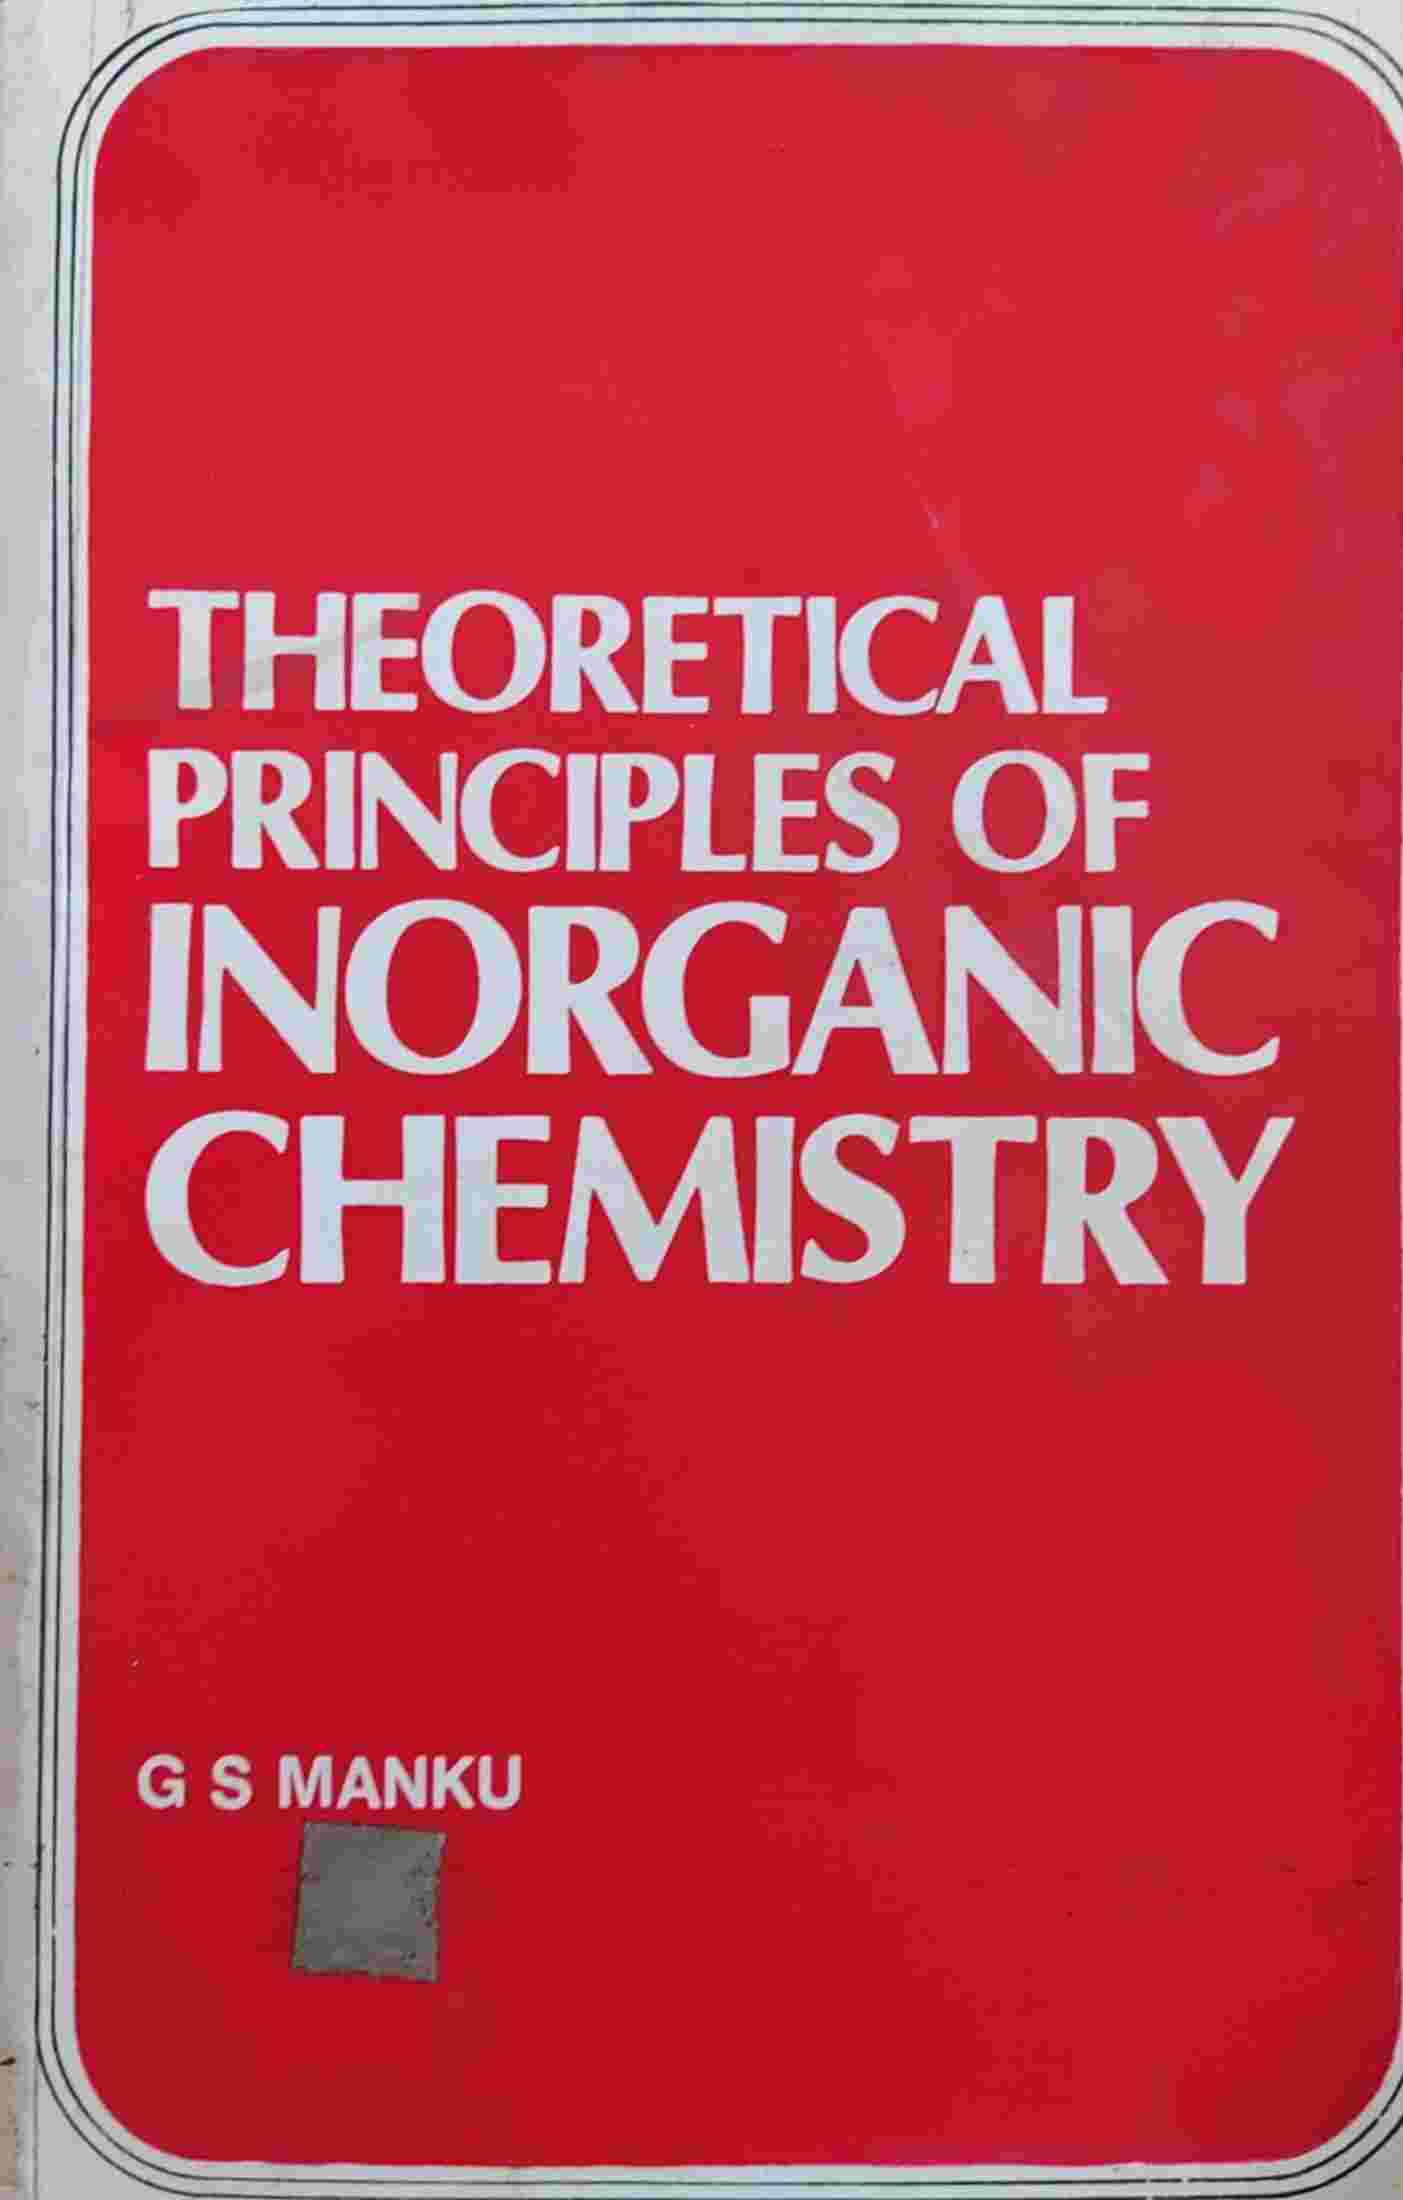 THEORETICAL
PRINCIPLES OF
INORGANIC
CHEMISTRY
G S MANKU